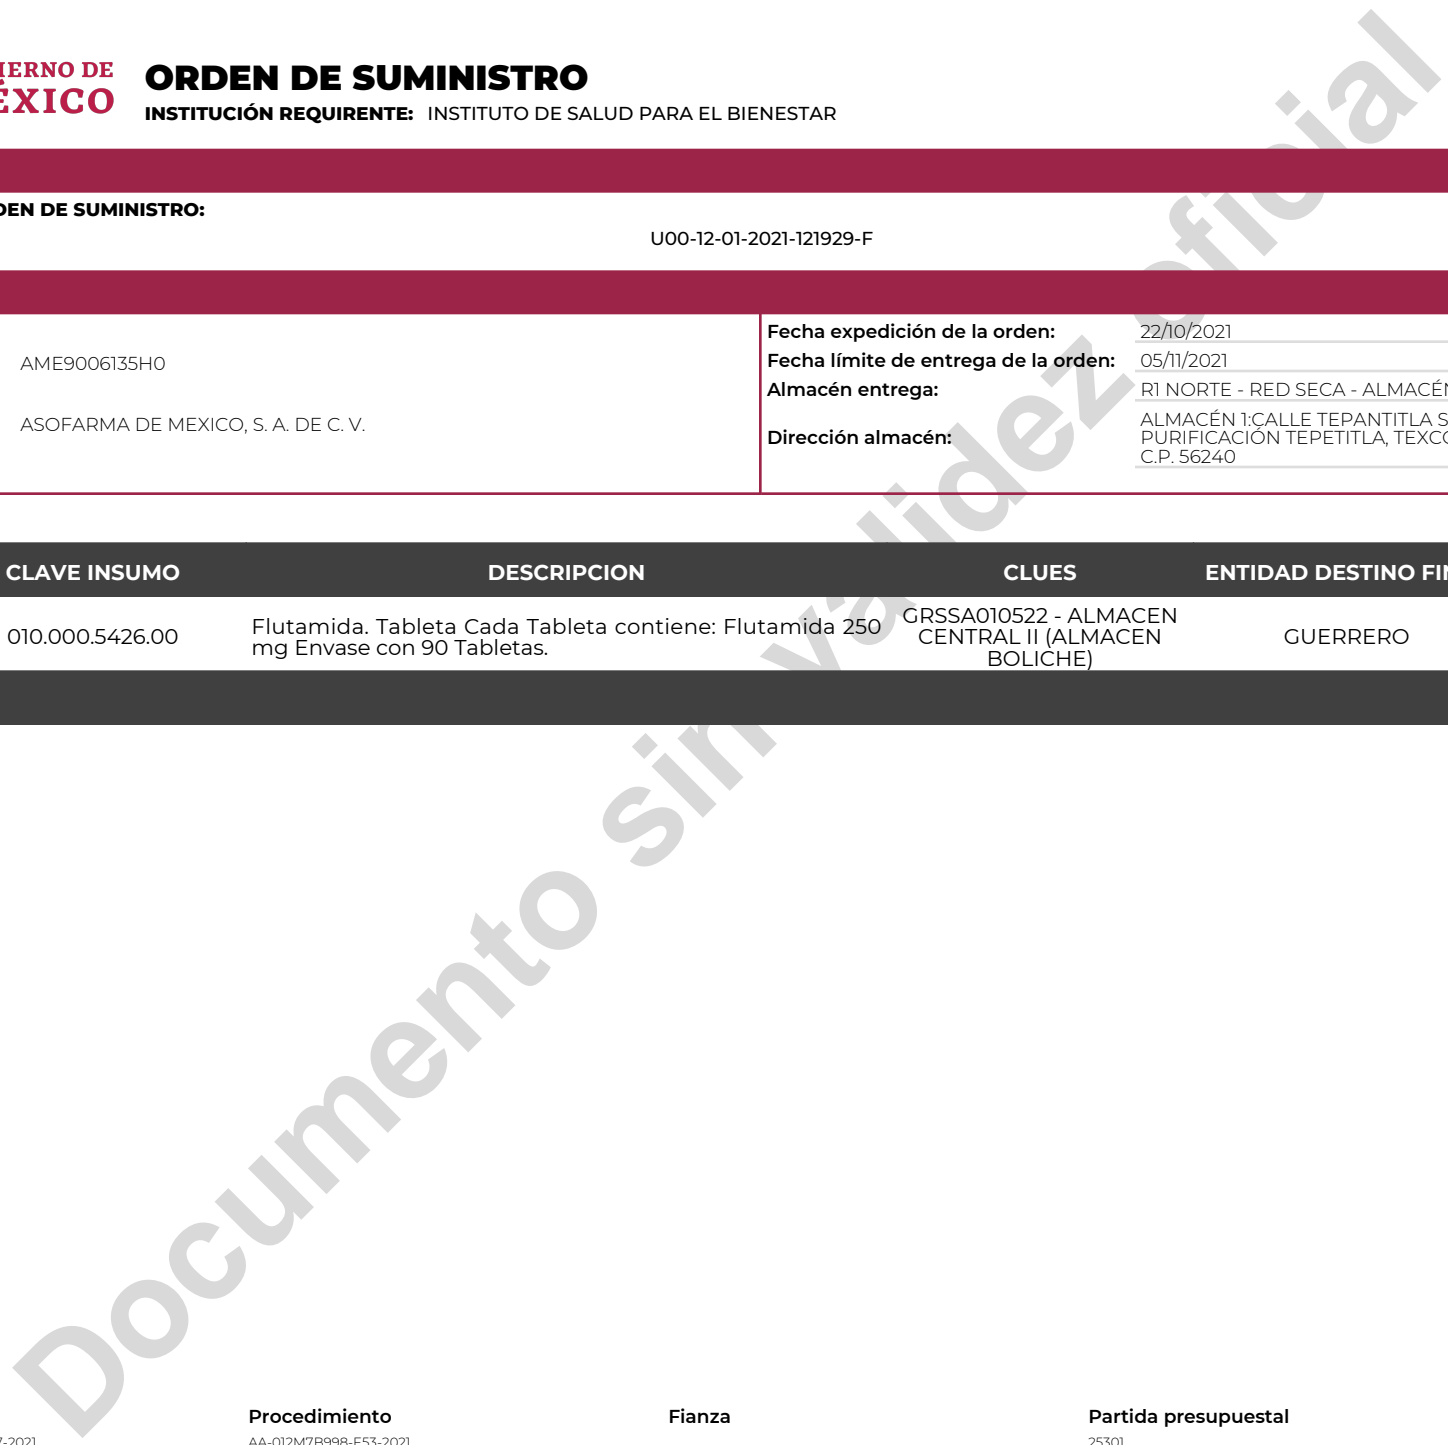 IERNO DE
ÉXICO
ORDEN DE SUMINISTRO
INSTITUCIÓN REQUIRENTE: INSTITUTO DE SALUD PARA EL BIENESTAR
DEN DE SUMINISTRO:
U00-12-01-2021-121929-F
AME9006135H0
ASOFARMA DE MEXICO, S. A. DE C. V.
Fecha expedición de la orden: 22/10/2021
Fecha límite de entrega de la orden: 05/11/2021
Almacén entrega: R1 NORTE - RED SECA - ALMACÉN
Dirección almacén: ALMACÉN 1:CALLE TEPANTITLA S
PURIFICACIÓN TEPETITLA, TEXCO
C.P. 56240
CLAVE INSUMO DESCRIPCION CLUES ENTIDAD DESTINO FIN
010.000.5426.00
Flutamida. Tableta Cada Tableta contiene: Flutamida 250
mg Envase con 90 Tabletas.
GRSSA010522 - ALMACEN
CENTRAL II (ALMACEN
BOLICHE)
GUERRERO
Documento sin validez oficial
Procedimiento Fianza Partida presupuestal
7-2021 AA-012M7B998-E53-2021 25301